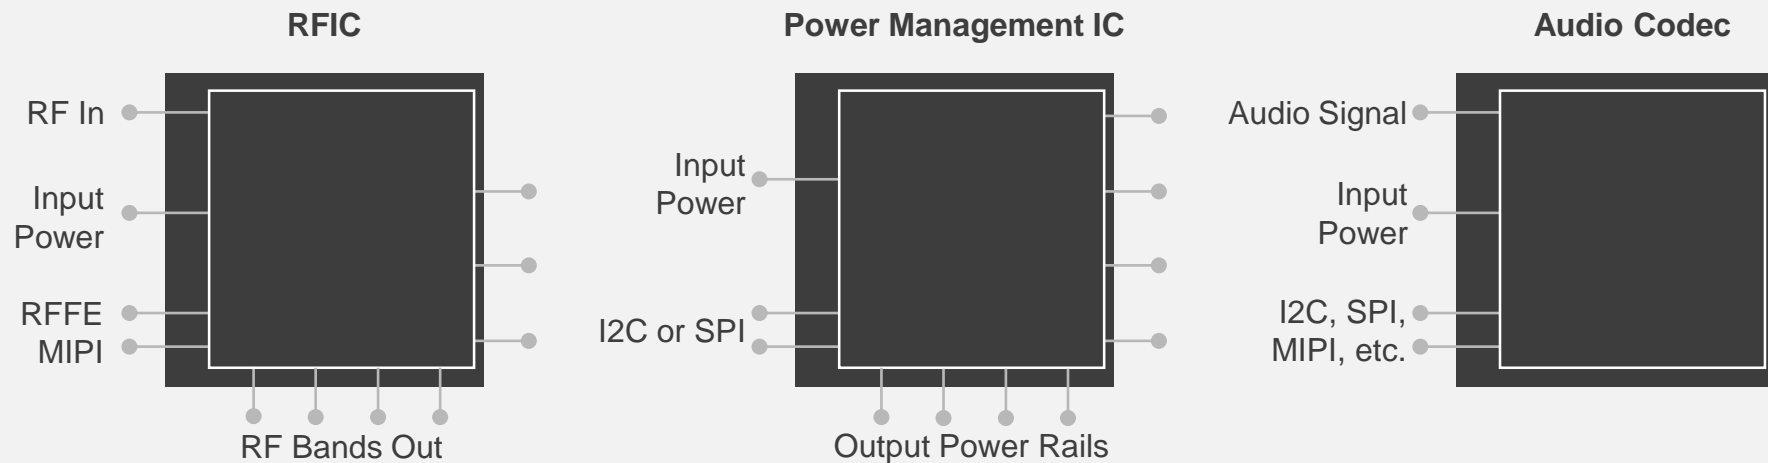 RFIC
RF In
Input
Power
RFFE
MIPI
RF Bands Out
Power Management IC
Input
Power
I2C or SPI
Output Power Rails
Audio Codec
Audio Signal
Input
Power
I2C, SPI,
MIPI, etc.